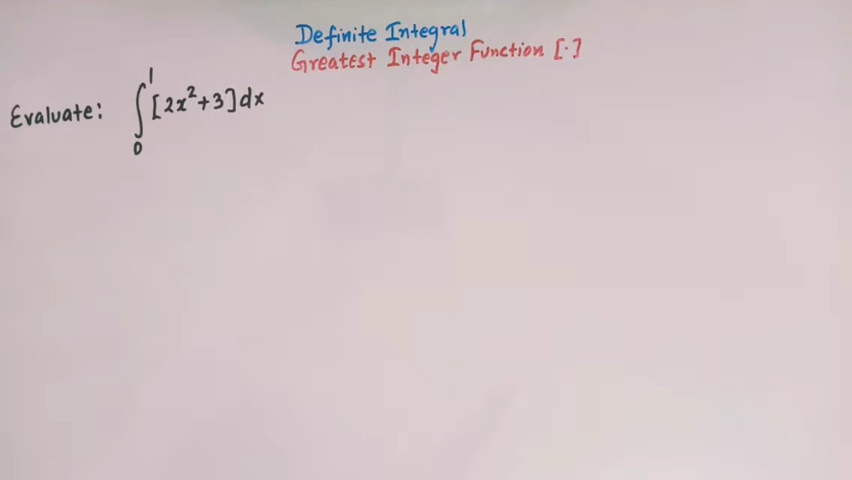 Definite Integral
Greatest Integer Function [·]
Evaluate: ∫₀¹ [2x²+3]dx